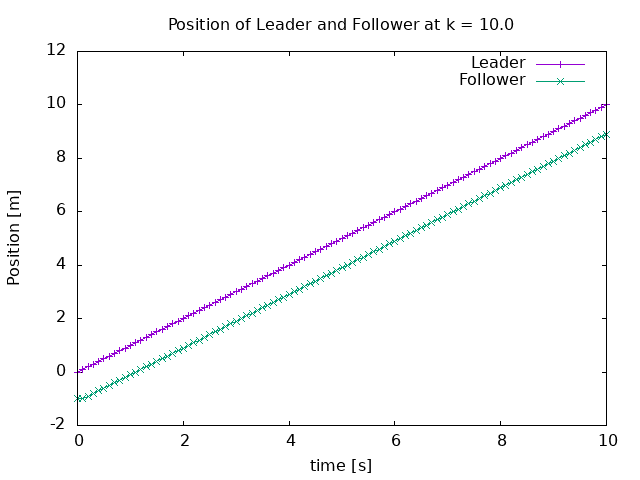 Position of Leader and Follower at k = 10.0
12
10
8
6
4
2
0
-2
0 2 4 6 8 10
Position [m]
time [s]
Leader
Follower